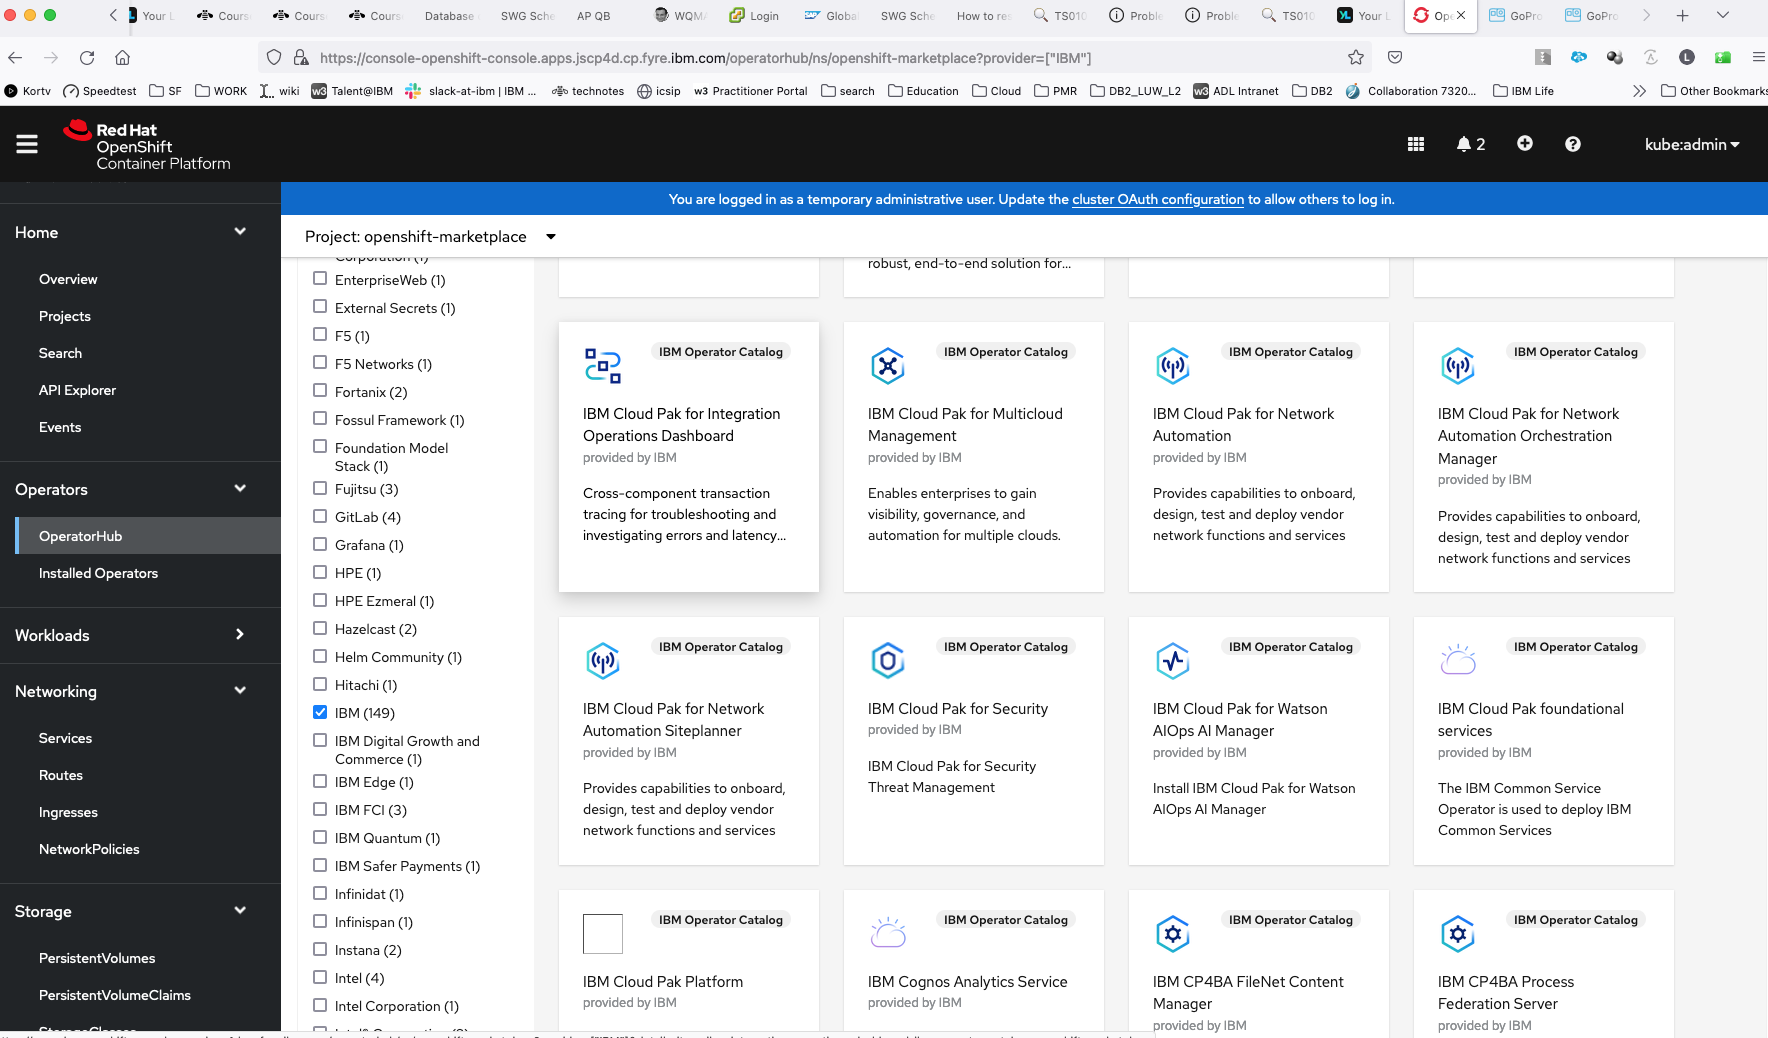 Your L
Cours
Cours
Cours
Database
SWG Sche
AP QB
WQMA
Login
Global
SWG Sche
How to res
TS010
Proble
Proble
TS010
Your L
Ope
GoPro
GoPro
https://console-openshift-console.apps.jscp4d.cp.fyre.ibm.com/operatorhub/ns/openshift-marketplace?provider=["IBM"]
L
Kortv
Speedtest
SF
WORK
wiki
w3 Talent@IBM
slack-at-ibm | IBM ...
technotes
icsip
w3 Practitioner Portal
search
Education
Cloud
PMR
DB2_LUW_L2
w3 ADL Intranet
DB2
Collaboration 7320...
IBM Life
Other Bookmarks
Red Hat
OpenShift
Container Platform
2
kube:admin
You are logged in as a temporary administrative user. Update the cluster OAuth configuration to allow others to log in.
Home
Overview
Projects
Search
API Explorer
Events
Operators
OperatorHub
Installed Operators
Workloads
Networking
Services
Routes
Ingresses
NetworkPolicies
Storage
PersistentVolumes
PersistentVolumeClaims
StorageClasses
Project: openshift-marketplace
Corporation (1)
EnterpriseWeb (1)
External Secrets (1)
F5 (1)
F5 Networks (1)
Fortanix (2)
Fossul Framework (1)
Foundation Model
Stack (1)
Fujitsu (3)
GitLab (4)
Grafana (1)
HPE (1)
HPE Ezmeral (1)
Hazelcast (2)
Helm Community (1)
Hitachi (1)
IBM (149)
IBM Digital Growth and
Commerce (1)
IBM Edge (1)
IBM FCI (3)
IBM Quantum (1)
IBM Safer Payments (1)
Infinidat (1)
Infinispan (1)
Instana (2)
Intel (4)
Intel Corporation (1)
robust, end-to-end solution for...
IBM Operator Catalog
IBM Cloud Pak for Integration
Operations Dashboard
provided by IBM
Cross-component transaction
tracing for troubleshooting and
investigating errors and latency...
IBM Operator Catalog
IBM Cloud Pak for Multicloud
Management
provided by IBM
Enables enterprises to gain
visibility, governance, and
automation for multiple clouds.
IBM Operator Catalog
IBM Cloud Pak for Network
Automation
provided by IBM
Provides capabilities to onboard,
design, test and deploy vendor
network functions and services
IBM Operator Catalog
IBM Cloud Pak for Network
Automation Orchestration
Manager
provided by IBM
Provides capabilities to onboard,
design, test and deploy vendor
network functions and services
IBM Operator Catalog
IBM Cloud Pak for Network
Automation Siteplanner
provided by IBM
Provides capabilities to onboard,
design, test and deploy vendor
network functions and services
IBM Operator Catalog
IBM Cloud Pak for Security
provided by IBM
IBM Cloud Pak for Security
Threat Management
IBM Operator Catalog
IBM Cloud Pak for Watson
AIOps AI Manager
provided by IBM
Install IBM Cloud Pak for Watson
AIOps AI Manager
IBM Operator Catalog
IBM Cloud Pak foundational
services
provided by IBM
The IBM Common Service
Operator is used to deploy IBM
Common Services
IBM Operator Catalog
IBM Cloud Pak Platform
provided by IBM
IBM Operator Catalog
IBM Cognos Analytics Service
provided by IBM
IBM Operator Catalog
IBM CP4BA FileNet Content
Manager
provided by IBM
IBM Operator Catalog
IBM CP4BA Process
Federation Server
provided by IBM